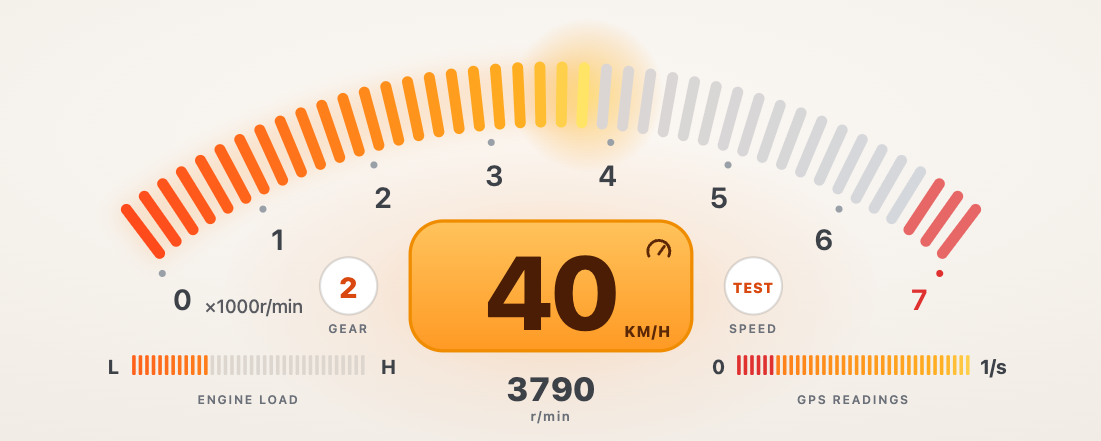 3
4
2
5
1
6
0 ×1000r/min
7
2
GEAR
40
KM/H
TEST
SPEED
L
H
ENGINE LOAD
3790
r/min
0
1/s
GPS READINGS